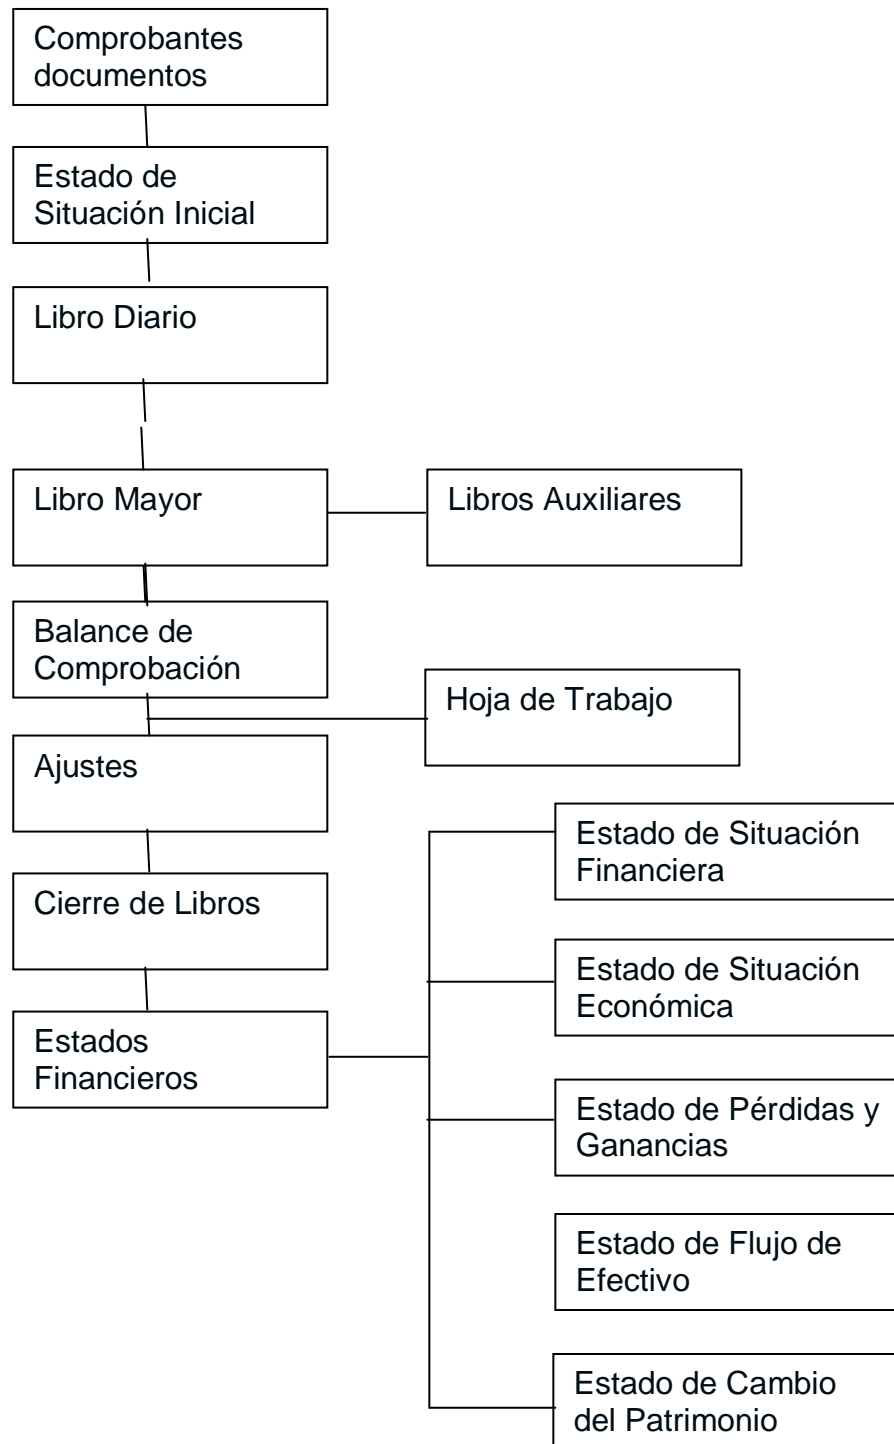 Comprobantes
documentos
Estado de
Situación Inicial
Libro Diario
Libro Mayor
Libros Auxiliares
Balance de
Comprobación
Hoja de Trabajo
Ajustes
Estado de Situación
Financiera
Cierre de Libros
Estado de Situación
Económica
Estados
Financieros
Estado de Pérdidas y
Ganancias
Estado de Flujo de
Efectivo
Estado de Cambio
del Patrimonio